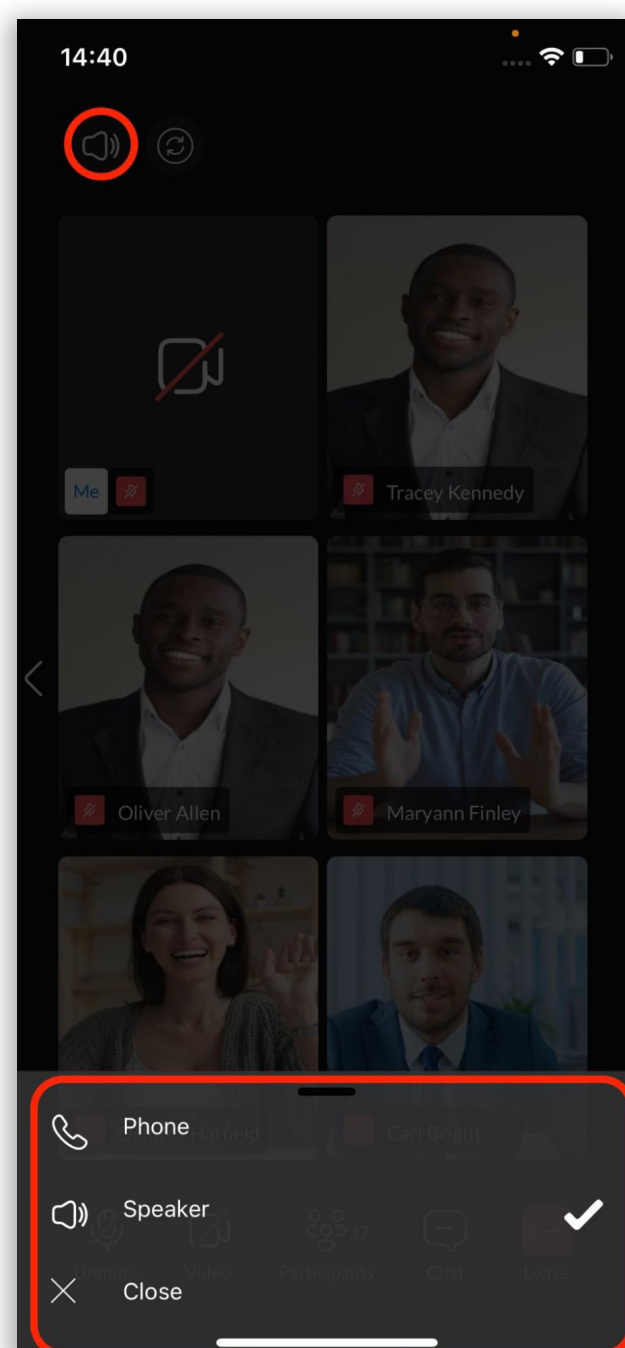 14:40
Me
Tracey Kennedy
Oliver Allen
Maryann Finley
Phone
Hatfield
Carl Bright
Speaker
17
Unmute
Video
Participants
Chat
Leave
Close